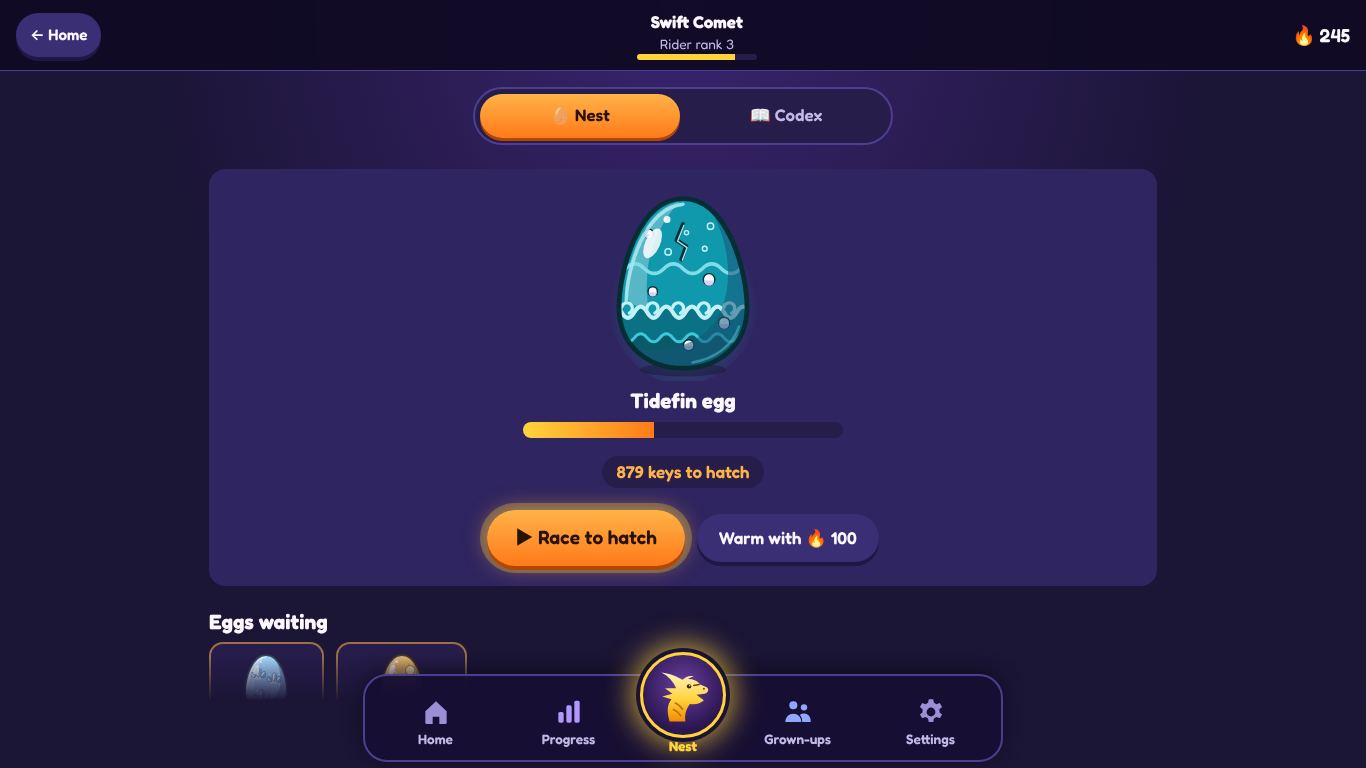 ← Home
Swift Comet
Rider rank 3
🔥 245
Nest
📖 Codex
Tidefin egg
879 keys to hatch
▶ Race to hatch
Warm with 🔥 100
Eggs waiting
Home
Progress
Nest
Grown-ups
Settings